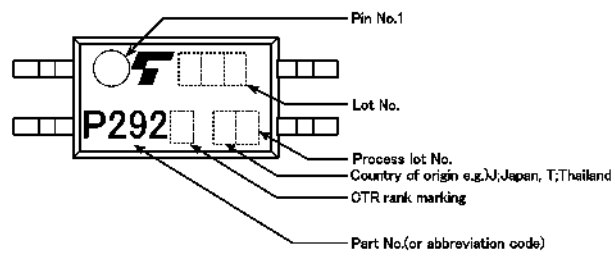 Pin No.1
Lot No.
P292
Process lot No.
Country of origin e.g.)J;Japan, T;Thailand
CTR rank marking
Part No.(or abbreviation code)